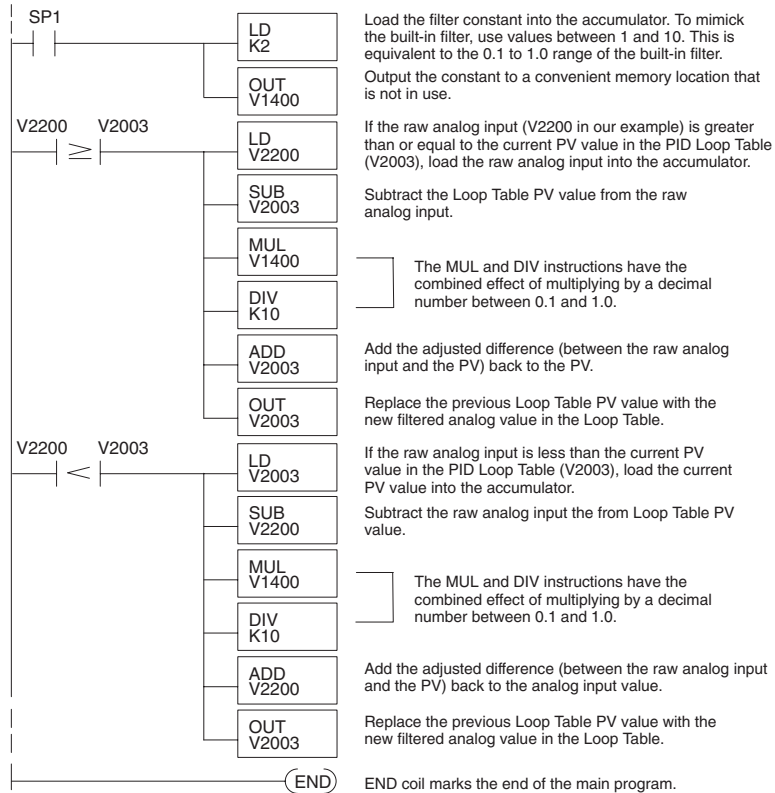 SP1
LD
K2
Load the filter constant into the accumulator. To mimick
the built-in filter, use values between 1 and 10. This is
equivalent to the 0.1 to 1.0 range of the built-in filter.
OUT
V1400
Output the constant to a convenient memory location that
is not in use.
V2200 V2003
≥
LD
V2200
If the raw analog input (V2200 in our example) is greater
than or equal to the current PV value in the PID Loop Table
(V2003), load the raw analog input into the accumulator.
SUB
V2003
Subtract the Loop Table PV value from the raw
analog input.
MUL
V1400
The MUL and DIV instructions have the
combined effect of multiplying by a decimal
number between 0.1 and 1.0.
DIV
K10
ADD
V2003
Add the adjusted difference (between the raw analog
input and the PV) back to the PV.
OUT
V2003
Replace the previous Loop Table PV value with the
new filtered analog value in the Loop Table.
V2200 V2003
<
LD
V2003
If the raw analog input is less than the current PV
value in the PID Loop Table (V2003), load the current
PV value into the accumulator.
SUB
V2200
Subtract the raw analog input the from Loop Table PV
value.
MUL
V1400
The MUL and DIV instructions have the
combined effect of multiplying by a decimal
number between 0.1 and 1.0.
DIV
K10
ADD
V2200
Add the adjusted difference (between the raw analog input
and the PV) back to the analog input value.
OUT
V2003
Replace the previous Loop Table PV value with the
new filtered analog value in the Loop Table.
END
END coil marks the end of the main program.